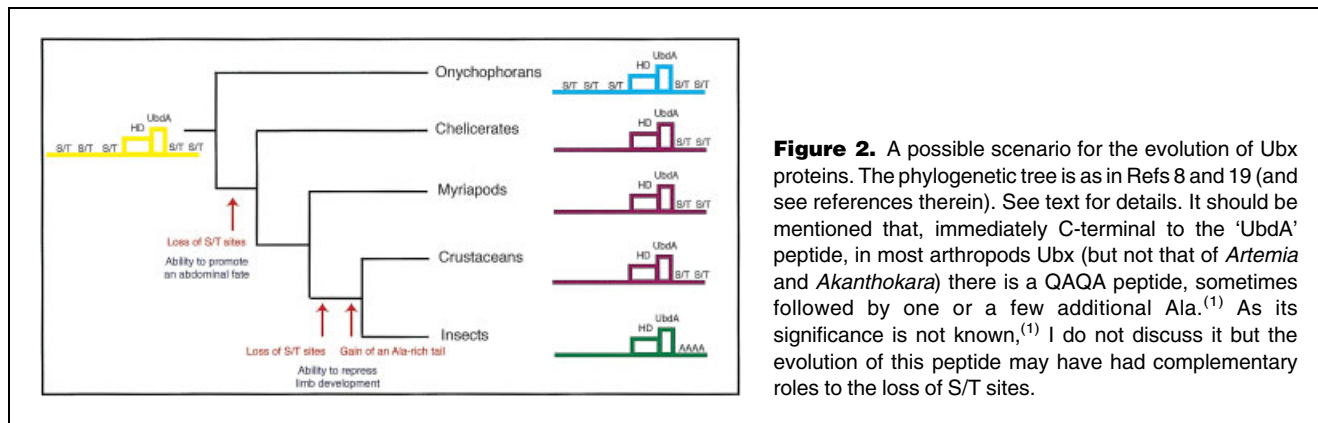 UbdA
HD
Onychophorans
S/T S/T S/T
S/T S/T
UbdA
HD
S/T S/T S/T
S/T S/T
UbdA
HD
Chelicerates
S/T S/T
UbdA
HD
Myriapods
S/T S/T
Loss of S/T sites
Ability to promote
an abdominal fate
UbdA
HD
Crustaceans
S/T S/T
UbdA
HD
Insects
AAAA
Loss of S/T sites Gain of an Ala-rich tail
Ability to repress
limb development
Figure 2. A possible scenario for the evolution of Ubx
proteins. The phylogenetic tree is as in Refs 8 and 19 (and
see references therein). See text for details. It should be
mentioned that, immediately C-terminal to the ‘UbdA’
peptide, in most arthropods Ubx (but not that of Artemia
and Akanthokara) there is a QAQA peptide, sometimes
followed by one or a few additional Ala.(1) As its
significance is not known,(1) I do not discuss it but the
evolution of this peptide may have had complementary
roles to the loss of S/T sites.